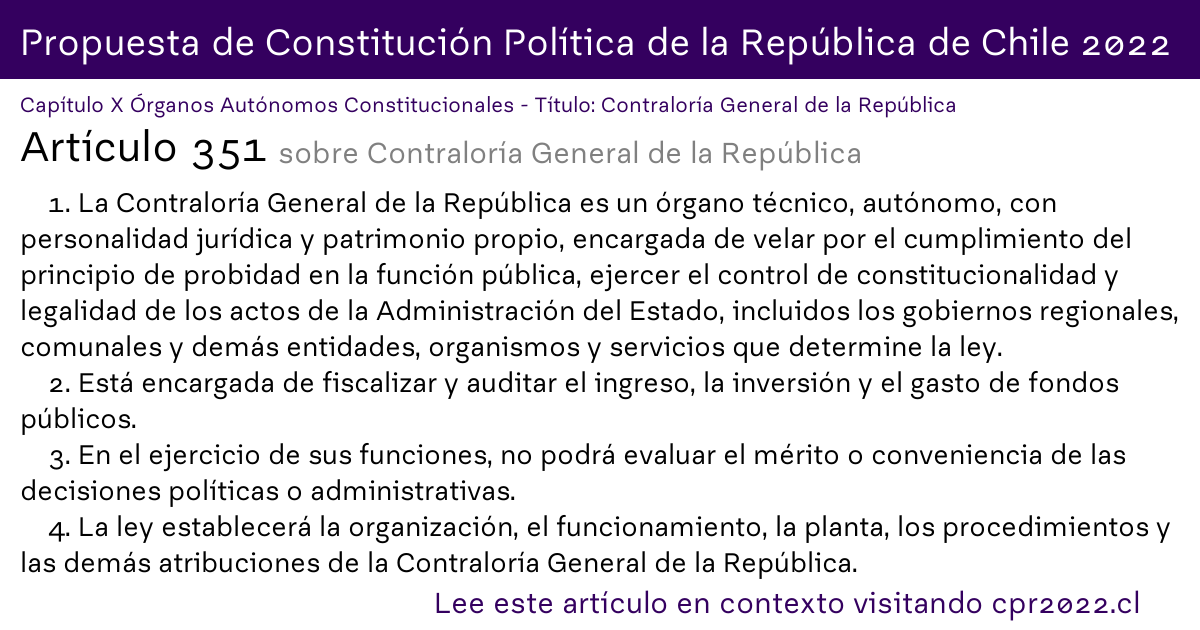 Propuesta de Constitución Política de la República de Chile 2022
Capítulo X Órganos Autónomos Constitucionales - Título: Contraloría General de la República
Artículo 351 sobre Contraloría General de la República
1. La Contraloría General de la República es un órgano técnico, autónomo, con
personalidad jurídica y patrimonio propio, encargada de velar por el cumplimiento del
principio de probidad en la función pública, ejercer el control de constitucionalidad y
legalidad de los actos de la Administración del Estado, incluidos los gobiernos regionales,
comunales y demás entidades, organismos y servicios que determine la ley.
2. Está encargada de fiscalizar y auditar el ingreso, la inversión y el gasto de fondos
públicos.
3. En el ejercicio de sus funciones, no podrá evaluar el mérito o conveniencia de las
decisiones políticas o administrativas.
4. La ley establecerá la organización, el funcionamiento, la planta, los procedimientos y
las demás atribuciones de la Contraloría General de la República.
Lee este artículo en contexto visitando cpr2022.cl